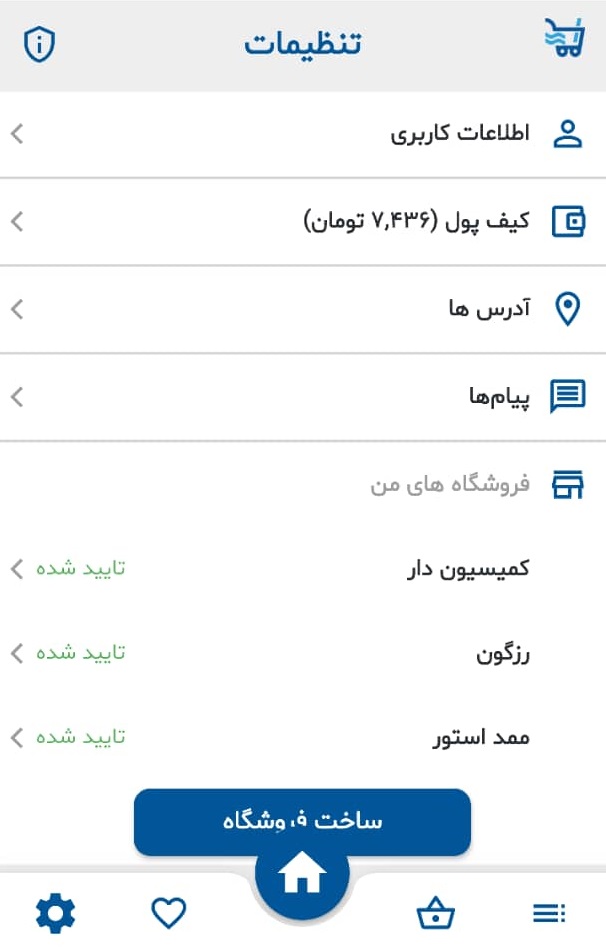 تنظیمات
اطلاعات کاربری
کیف پول (۷,۴۳۶ تومان)
آدرس ها
پیام‌ها
فروشگاه های من
کمیسیون دار
تایید شده
رزگون
تایید شده
ممد استور
تایید شده
ساخت فروشگاه